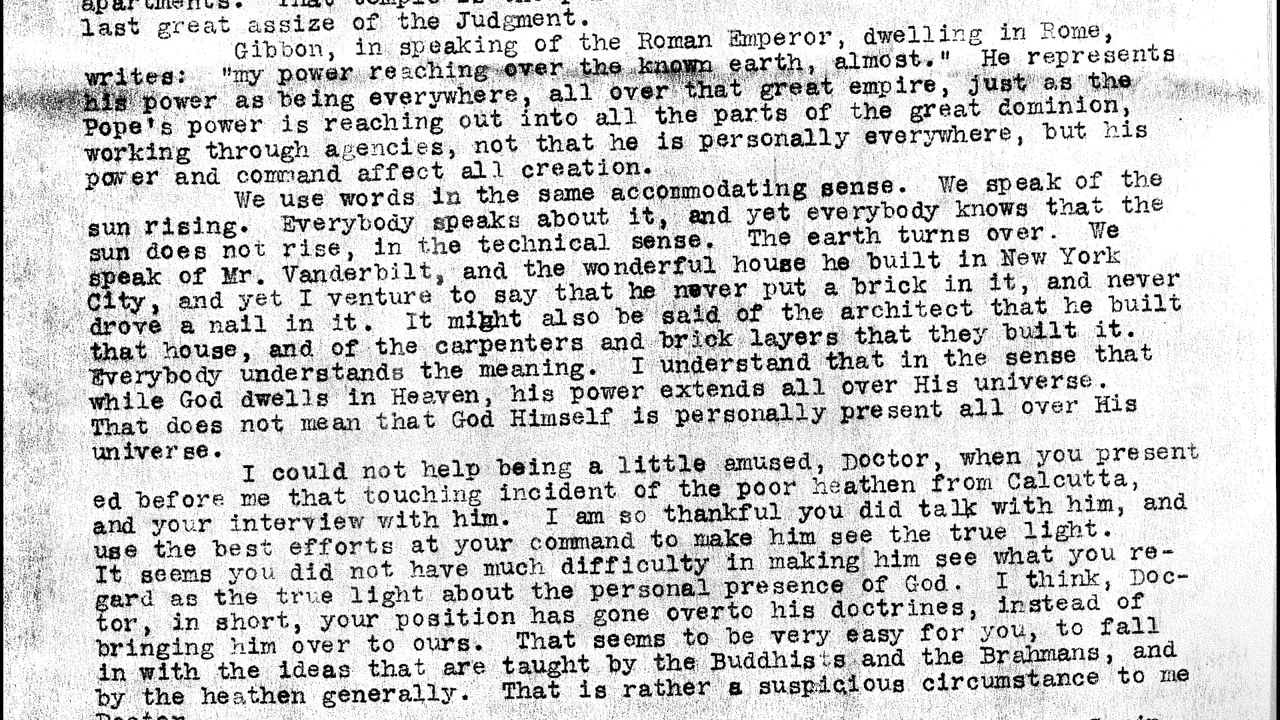 apartments. That temple is the
last great assize of the Judgment.
Gibbon, in speaking of the Roman Emperor, dwelling in Rome,
writes: "my power reaching over the known earth, almost." He represents
his power as being everywhere, all over that great empire, just as the
Pope's power is reaching out into all the parts of the great dominion,
working through agencies, not that he is personally everywhere, but his
power and command affect all creation.
We use words in the same accommodating sense. We speak of the
sun rising. Everybody speaks about it, and yet everybody knows that the
sun does not rise, in the technical sense. The earth turns over. We
speak of Mr. Vanderbilt, and the wonderful house he built in New York
City, and yet I venture to say that he never put a brick in it, and never
drove a nail in it. It might also be said of the architect that he built
that house, and of the carpenters and brick layers that they built it.
Everybody understands the meaning. I understand that in the sense that
while God dwells in Heaven, his power extends all over His universe.
That does not mean that God Himself is personally present all over His
universe.
I could not help being a little amused, Doctor, when you present
ed before me that touching incident of the poor heathen from Calcutta,
and your interview with him. I am so thankful you did talk with him, and
use the best efforts at your command to make him see the true light.
It seems you did not have much difficulty in making him see what you re-
gard as the true light about the personal presence of God. I think, Doc-
tor, in short, your position has gone overto his doctrines, instead of
bringing him over to ours. That seems to be very easy for you, to fall
in with the ideas that are taught by the Buddhists and the Brahmans, and
by the heathen generally. That is rather a suspicious circumstance to me
Doctor